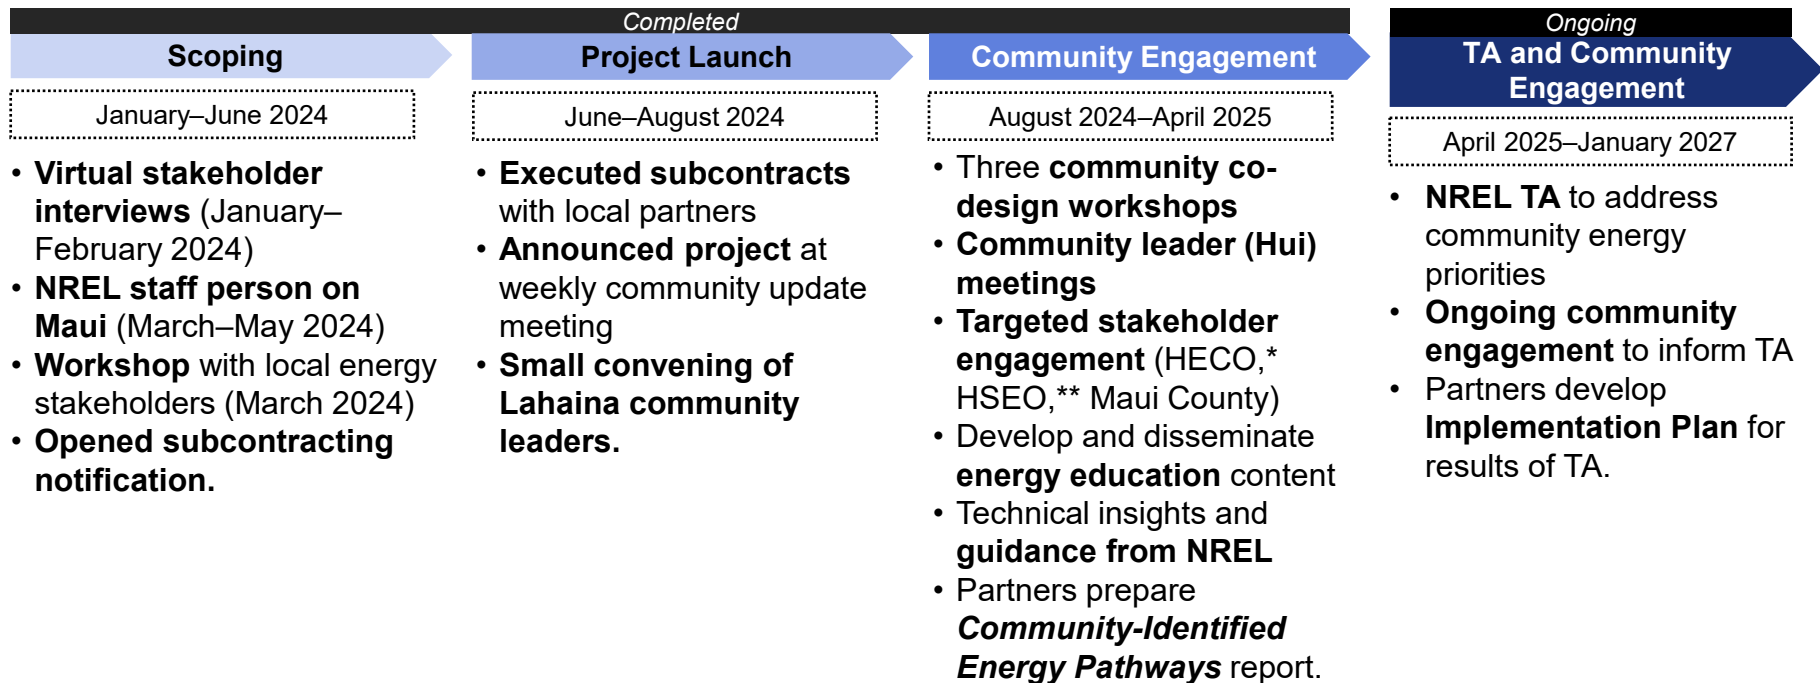 Completed
Scoping
January–June 2024
• Virtual stakeholder
interviews (January–
February 2024)
• NREL staff person on
Maui (March–May 2024)
• Workshop with local energy
stakeholders (March 2024)
• Opened subcontracting
notification.
Project Launch
June–August 2024
• Executed subcontracts
with local partners
• Announced project at
weekly community update
meeting
• Small convening of
Lahaina community
leaders.
Community Engagement
August 2024–April 2025
• Three community co-
design workshops
• Community leader (Hui)
meetings
• Targeted stakeholder
engagement (HECO,*
HSEO,** Maui County)
• Develop and disseminate
energy education content
• Technical insights and
guidance from NREL
• Partners prepare
Community-Identified
Energy Pathways report.
Ongoing
TA and Community
Engagement
April 2025–January 2027
• NREL TA to address
community energy
priorities
• Ongoing community
engagement to inform TA
• Partners develop
Implementation Plan for
results of TA.